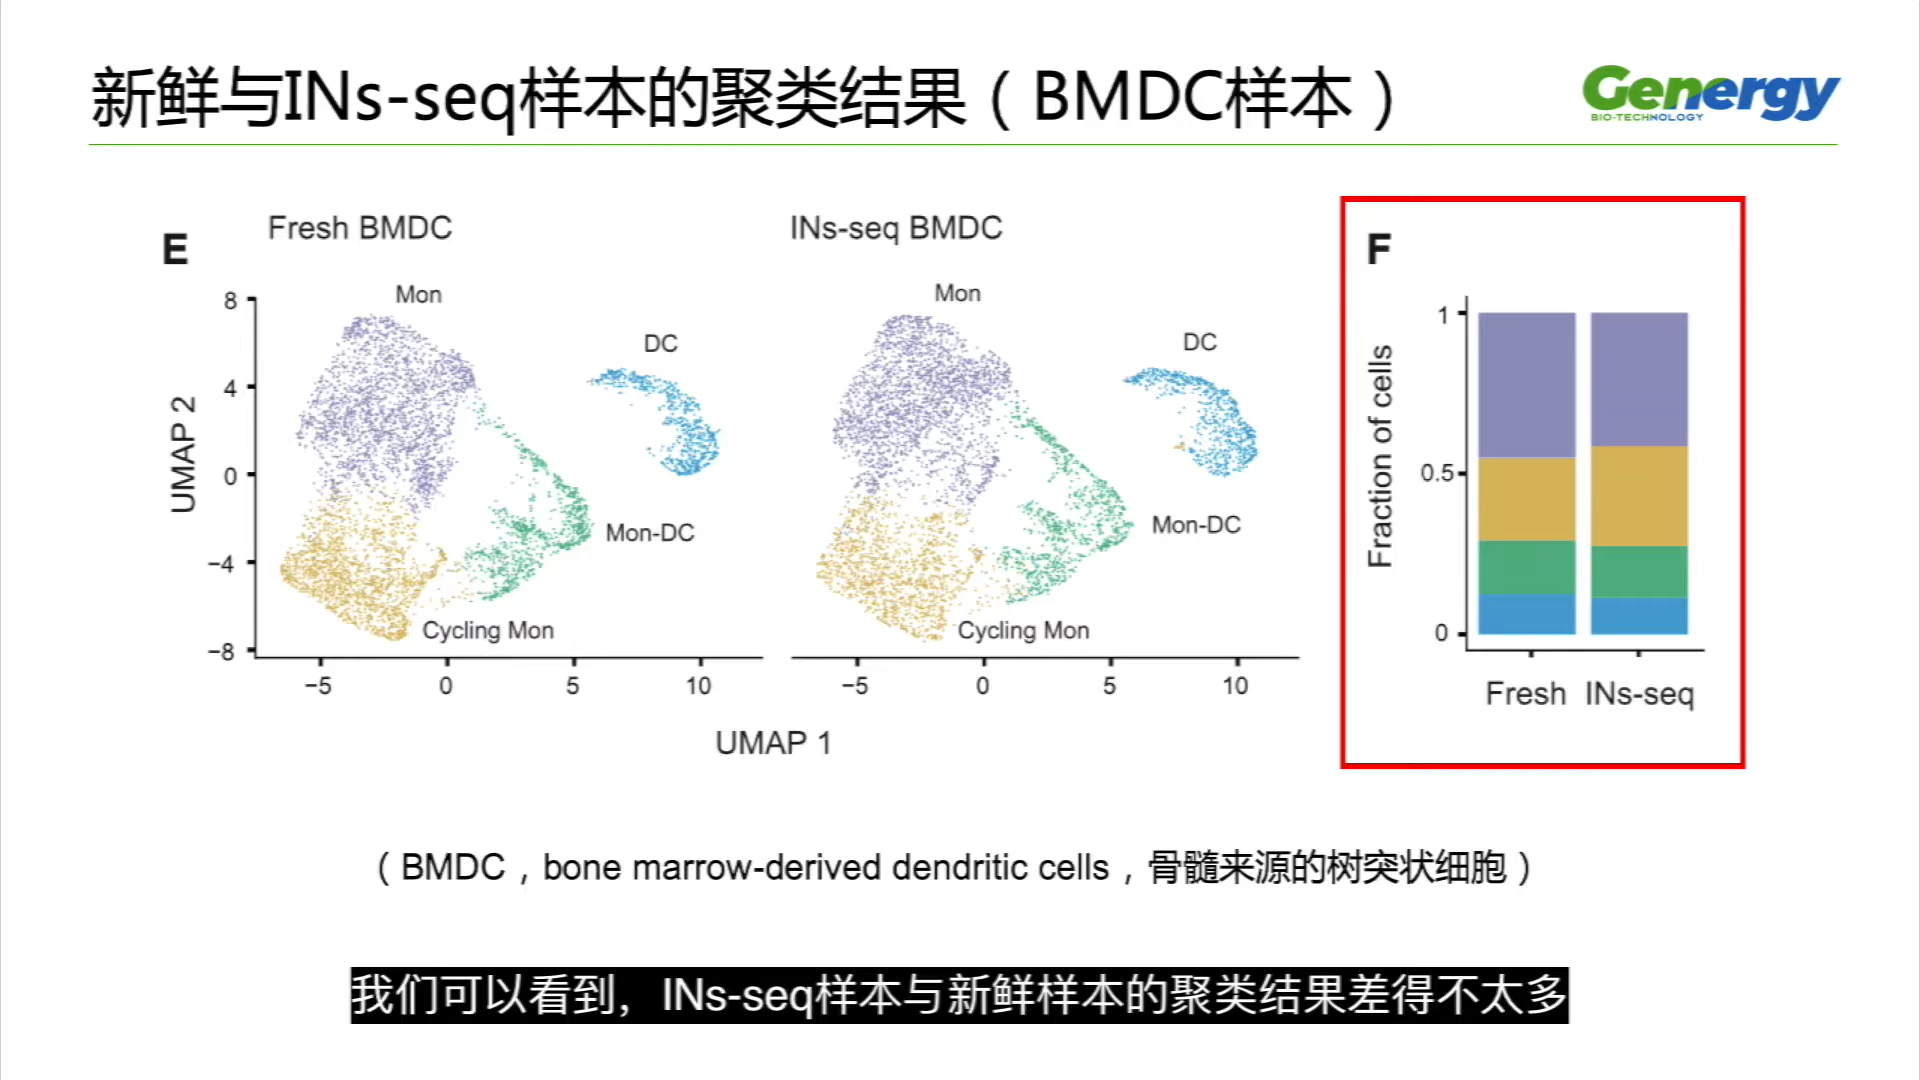 新鲜与INs-seq样本的聚类结果（BMDC样本）
Genergy
BIO-TECHNOLOGY
E
Fresh BMDC
INs-seq BMDC
F
Mon
DC
Mon-DC
Cycling Mon
Mon
DC
Mon-DC
Cycling Mon
UMAP 2
8
4
0
−4
−8
−5 0 5 10
−5 0 5 10
UMAP 1
Fraction of cells
1
0.5
0
Fresh INs-seq
（BMDC，bone marrow-derived dendritic cells，骨髓来源的树突状细胞）
我们可以看到，INs-seq样本与新鲜样本的聚类结果差得不太多